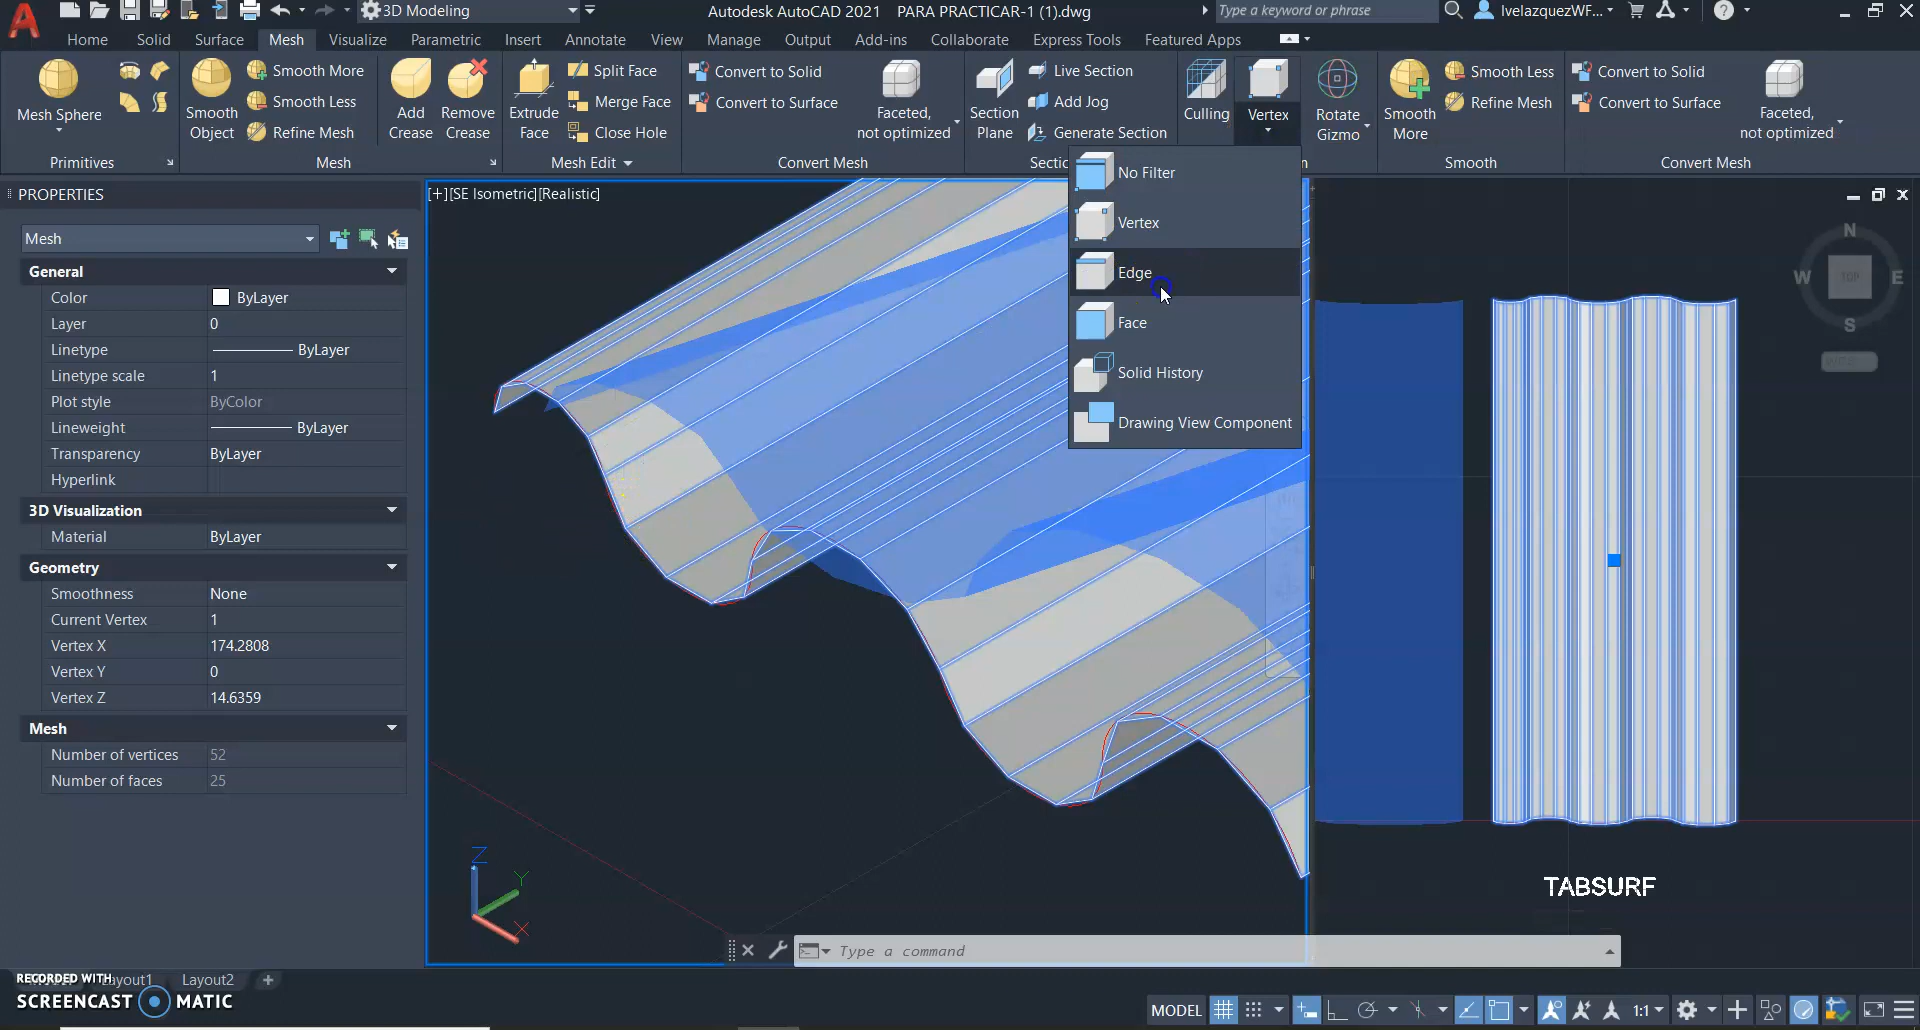 3D Modeling
Autodesk AutoCAD 2021 PARA PRACTICAR-1 (1).dwg
Type a keyword or phrase
lvelazquezWF...
Home Solid Surface Mesh Visualize Parametric Insert Annotate View Manage Output Add-ins Collaborate Express Tools Featured Apps
Mesh Sphere
Primitives
Smooth Object
Smooth More
Smooth Less
Refine Mesh
Add Crease
Remove Crease
Mesh
Extrude Face
Split Face
Merge Face
Close Hole
Mesh Edit
Convert to Solid
Convert to Surface
Faceted, not optimized
Convert Mesh
Section Plane
Live Section
Add Jog
Generate Section
Culling
Vertex
Rotate Gizmo
Smooth More
Smooth Less
Refine Mesh
Smooth
Convert to Solid
Convert to Surface
Faceted, not optimized
Convert Mesh
No Filter
Vertex
Edge
Face
Solid History
Drawing View Component
PROPERTIES
Mesh
General
Color ByLayer
Layer 0
Linetype ByLayer
Linetype scale 1
Plot style ByColor
Lineweight ByLayer
Transparency ByLayer
Hyperlink
3D Visualization
Material ByLayer
Geometry
Smoothness None
Current Vertex 1
Vertex X 174.2808
Vertex Y 0
Vertex Z 14.6359
Mesh
Number of vertices 52
Number of faces 25
[+][SE Isometric][Realistic]
N
W TOP E
S
Z
Y
X
TABSURF
Type a command
Layout1 Layout2 +
RECORDED WITH
SCREENCAST MATIC
MODEL 1:1